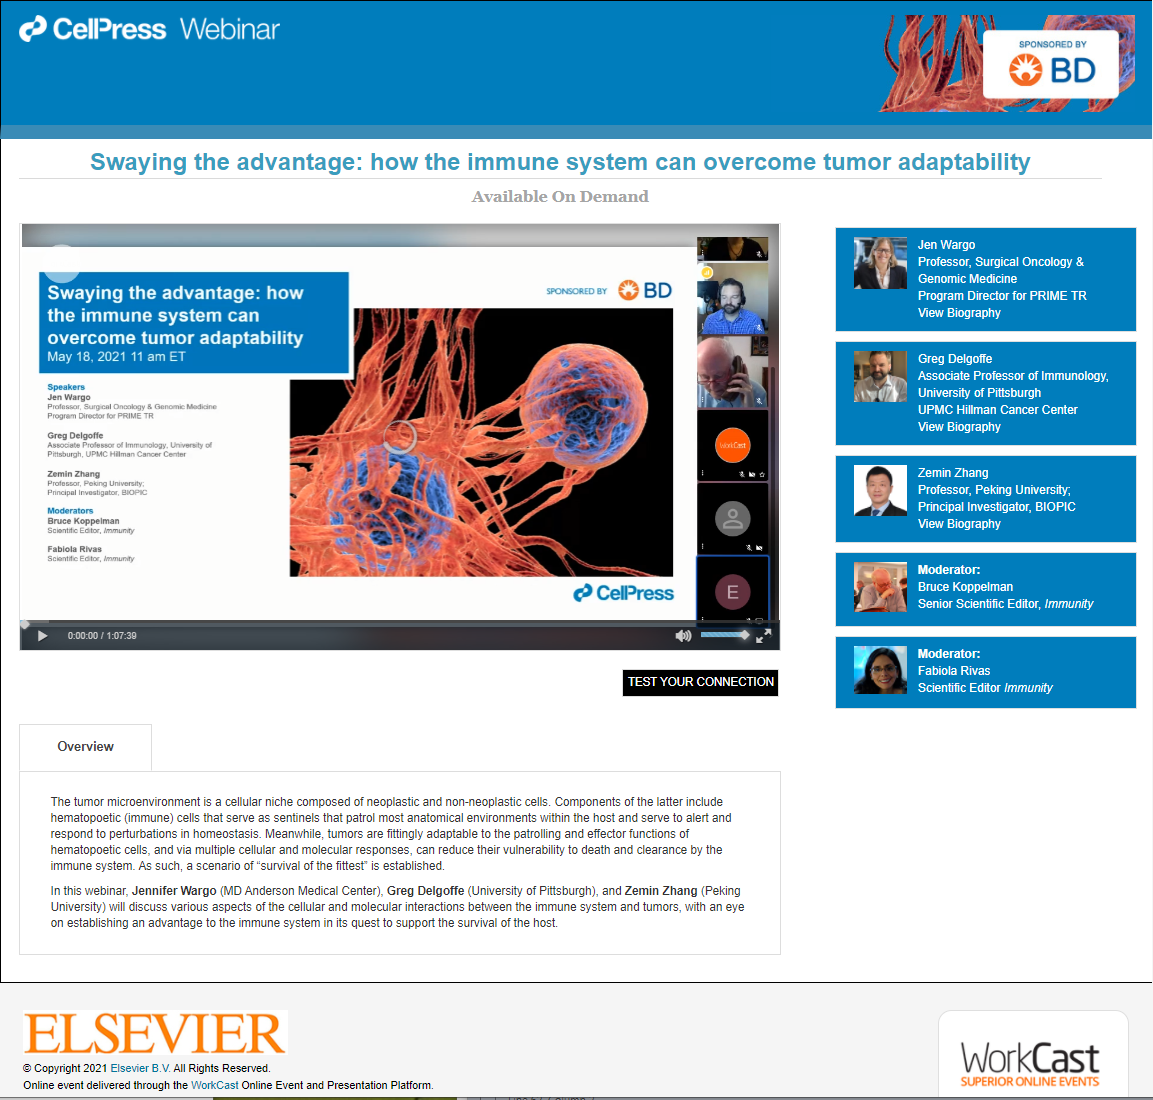 CellPress Webinar
SPONSORED BY
BD
Swaying the advantage: how the immune system can overcome tumor adaptability
Available On Demand
Swaying the advantage: how
the immune system can
overcome tumor adaptability
May 18, 2021 11 am ET
SPONSORED BY BD
Speakers
Jen Wargo
Professor, Surgical Oncology & Genomic Medicine
Program Director for PRIME TR
Greg Delgoffe
Associate Professor of Immunology, University of
Pittsburgh, UPMC Hillman Cancer Center
Zemin Zhang
Professor, Peking University;
Principal Investigator, BIOPIC
Moderators
Bruce Koppelman
Scientific Editor, Immunity
Fabiola Rivas
Scientific Editor, Immunity
CellPress
WorkCast
E
0:00:00 / 1:07:39
TEST YOUR CONNECTION
Jen Wargo
Professor, Surgical Oncology &
Genomic Medicine
Program Director for PRIME TR
View Biography
Greg Delgoffe
Associate Professor of Immunology,
University of Pittsburgh
UPMC Hillman Cancer Center
View Biography
Zemin Zhang
Professor, Peking University;
Principal Investigator, BIOPIC
View Biography
Moderator:
Bruce Koppelman
Senior Scientific Editor, Immunity
Moderator:
Fabiola Rivas
Scientific Editor Immunity
Overview
The tumor microenvironment is a cellular niche composed of neoplastic and non-neoplastic cells. Components of the latter include
hematopoetic (immune) cells that serve as sentinels that patrol most anatomical environments within the host and serve to alert and
respond to perturbations in homeostasis. Meanwhile, tumors are fittingly adaptable to the patrolling and effector functions of
hematopoetic cells, and via multiple cellular and molecular responses, can reduce their vulnerability to death and clearance by the
immune system. As such, a scenario of “survival of the fittest” is established.
In this webinar, Jennifer Wargo (MD Anderson Medical Center), Greg Delgoffe (University of Pittsburgh), and Zemin Zhang (Peking
University) will discuss various aspects of the cellular and molecular interactions between the immune system and tumors, with an eye
on establishing an advantage to the immune system in its quest to support the survival of the host.
ELSEVIER
© Copyright 2021 Elsevier B.V. All Rights Reserved.
Online event delivered through the WorkCast Online Event and Presentation Platform.
WorkCast
SUPERIOR ONLINE EVENTS